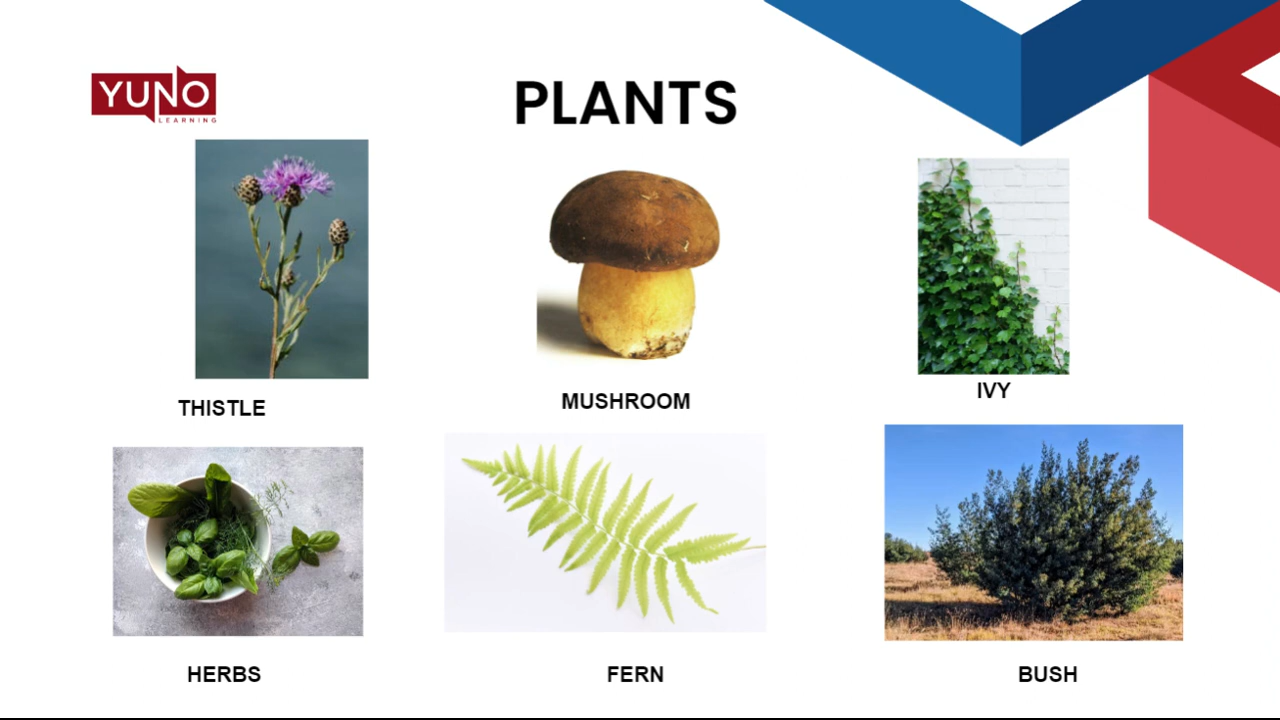 YUNO
LEARNING
PLANTS
THISTLE
MUSHROOM
IVY
HERBS
FERN
BUSH